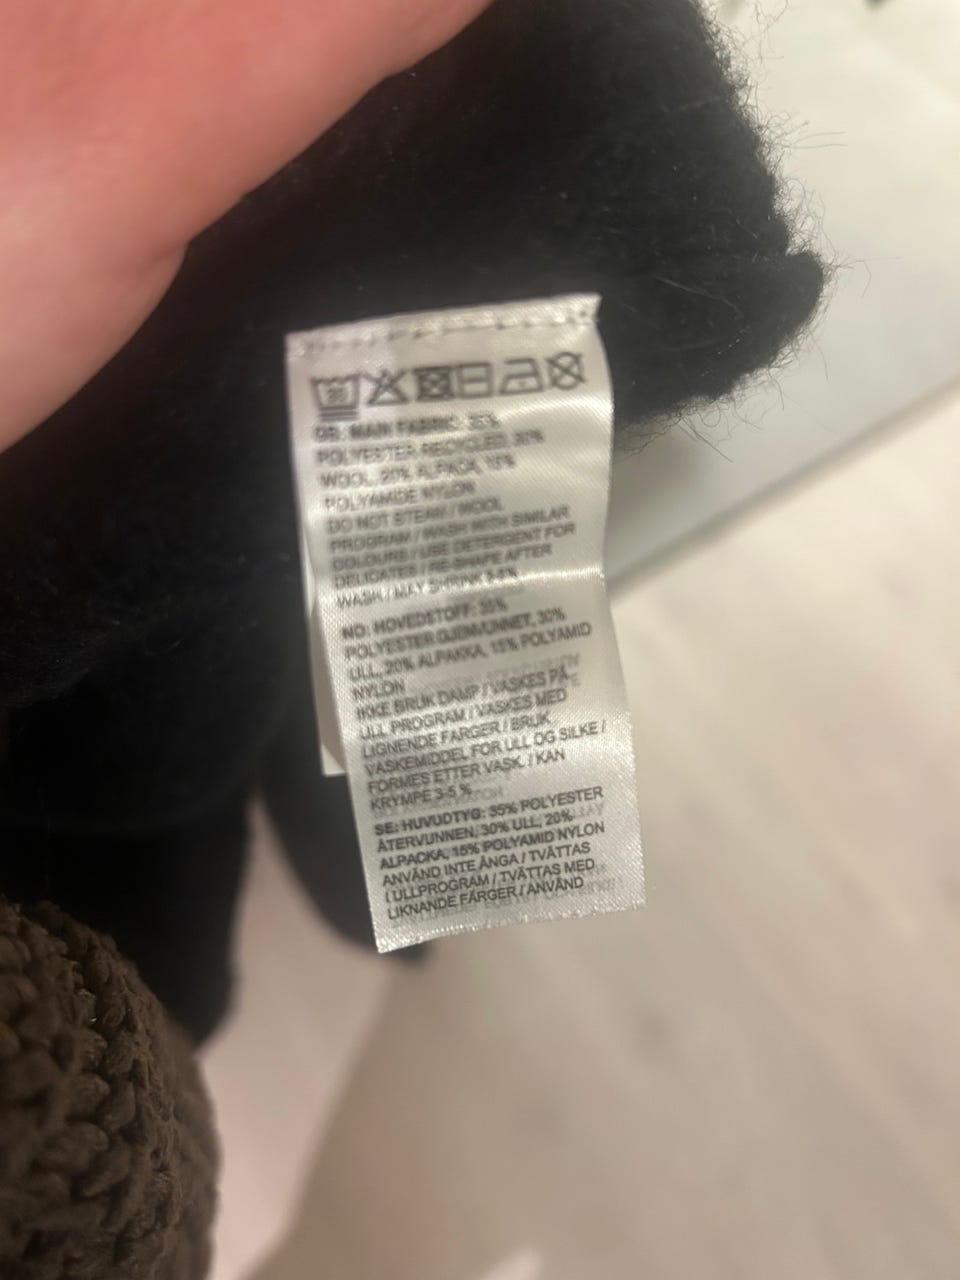 30
GB: MAIN FABRIC: 35%
POLYESTER RECYCLED, 30%
WOOL, 20% ALPACA, 15%
POLYAMIDE NYLON
DO NOT STEAM / WOOL
PROGRAM / WASH WITH SIMILAR
COLOURS / USE DETERGENT FOR
DELICATES / RE-SHAPE AFTER
WASH / MAY SHRINK 3-5%
NO: HOVEDSTOFF: 35%
POLYESTER GJENVUNNET, 30%
ULL, 20% ALPAKKA, 15% POLYAMID
NYLON
IKKE BRUK DAMP / VASKES PÅ
ULL PROGRAM / VASKES MED
LIGNENDE FARGER / BRUK
VASKEMIDDEL FOR ULL OG SILKE /
FORMES ETTER VASK. / KAN
KRYMPE 3-5 %
SE: HUVUDTYG: 35% POLYESTER
ÅTERVUNNEN, 30% ULL, 20%
ALPACKA, 15% POLYAMID NYLON
ANVÄND INTE ÅNGA / TVÄTTAS
I ULLPROGRAM / TVÄTTAS MED
LIKNANDE FÄRGER / ANVÄND